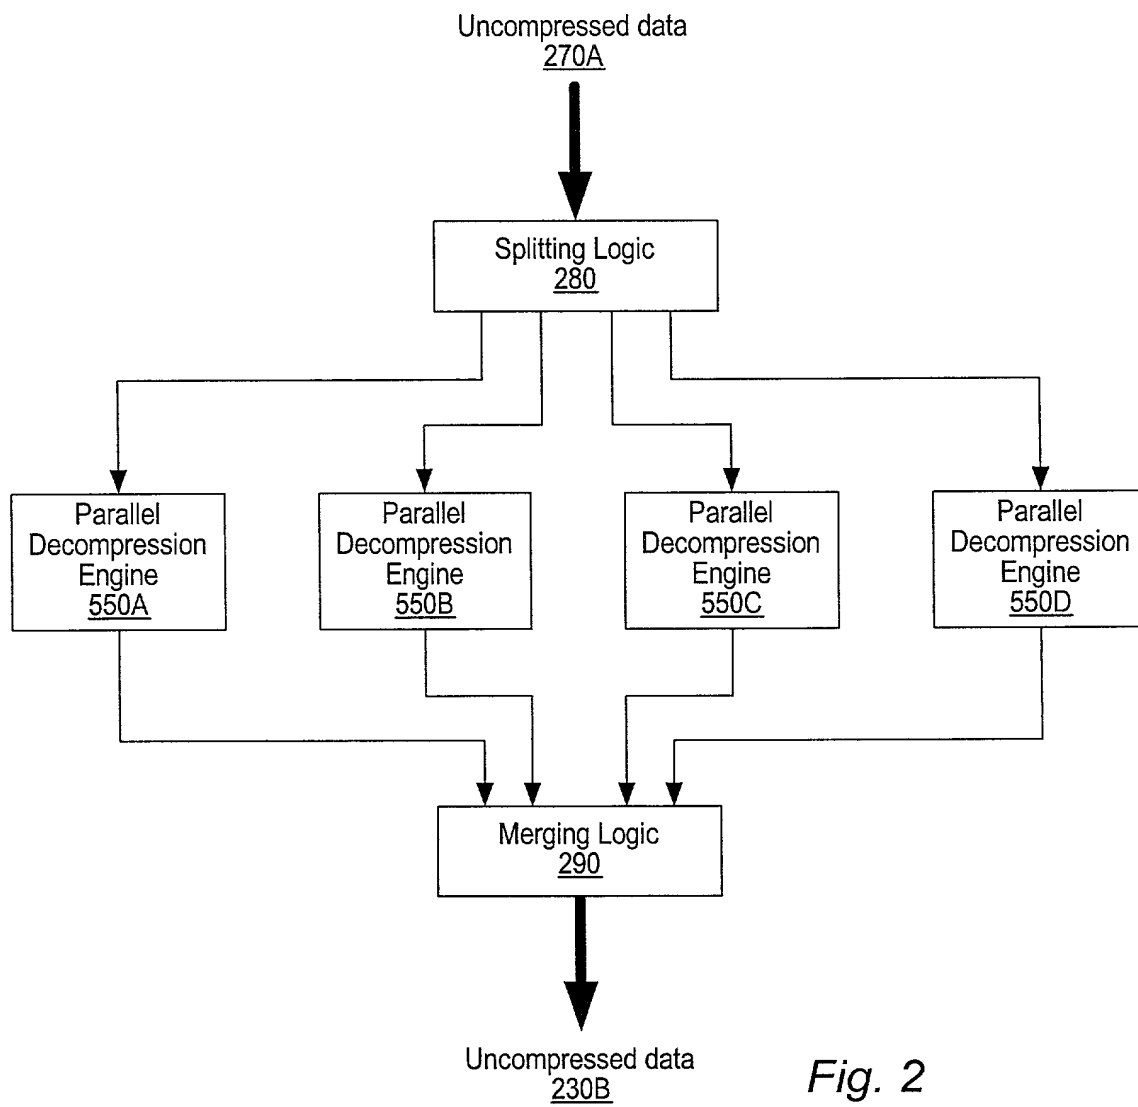 Uncompressed data
270A
Splitting Logic
280
Parallel
Decompression
Engine
550A
Parallel
Decompression
Engine
550B
Parallel
Decompression
Engine
550C
Parallel
Decompression
Engine
550D
Merging Logic
290
Uncompressed data
230B
Fig. 2